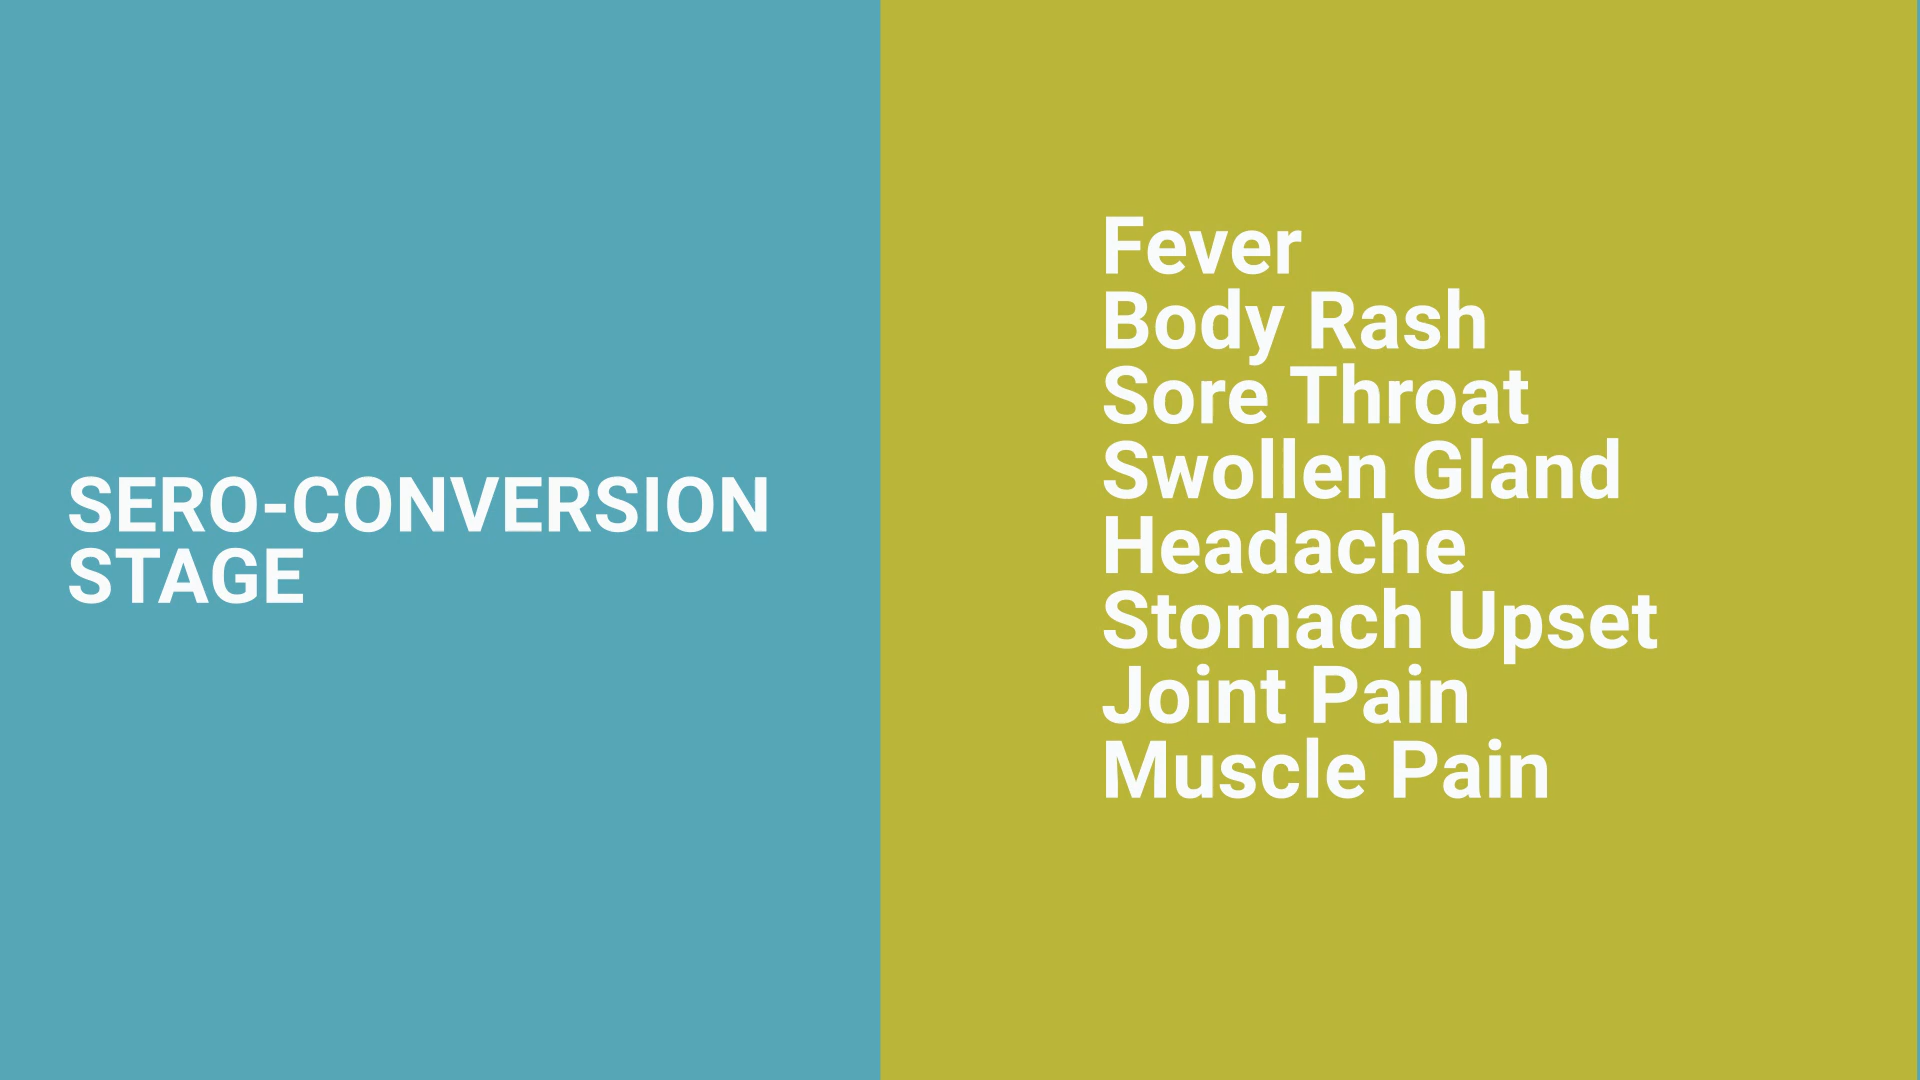 SERO-CONVERSION
STAGE
Fever
Body Rash
Sore Throat
Swollen Gland
Headache
Stomach Upset
Joint Pain
Muscle Pain